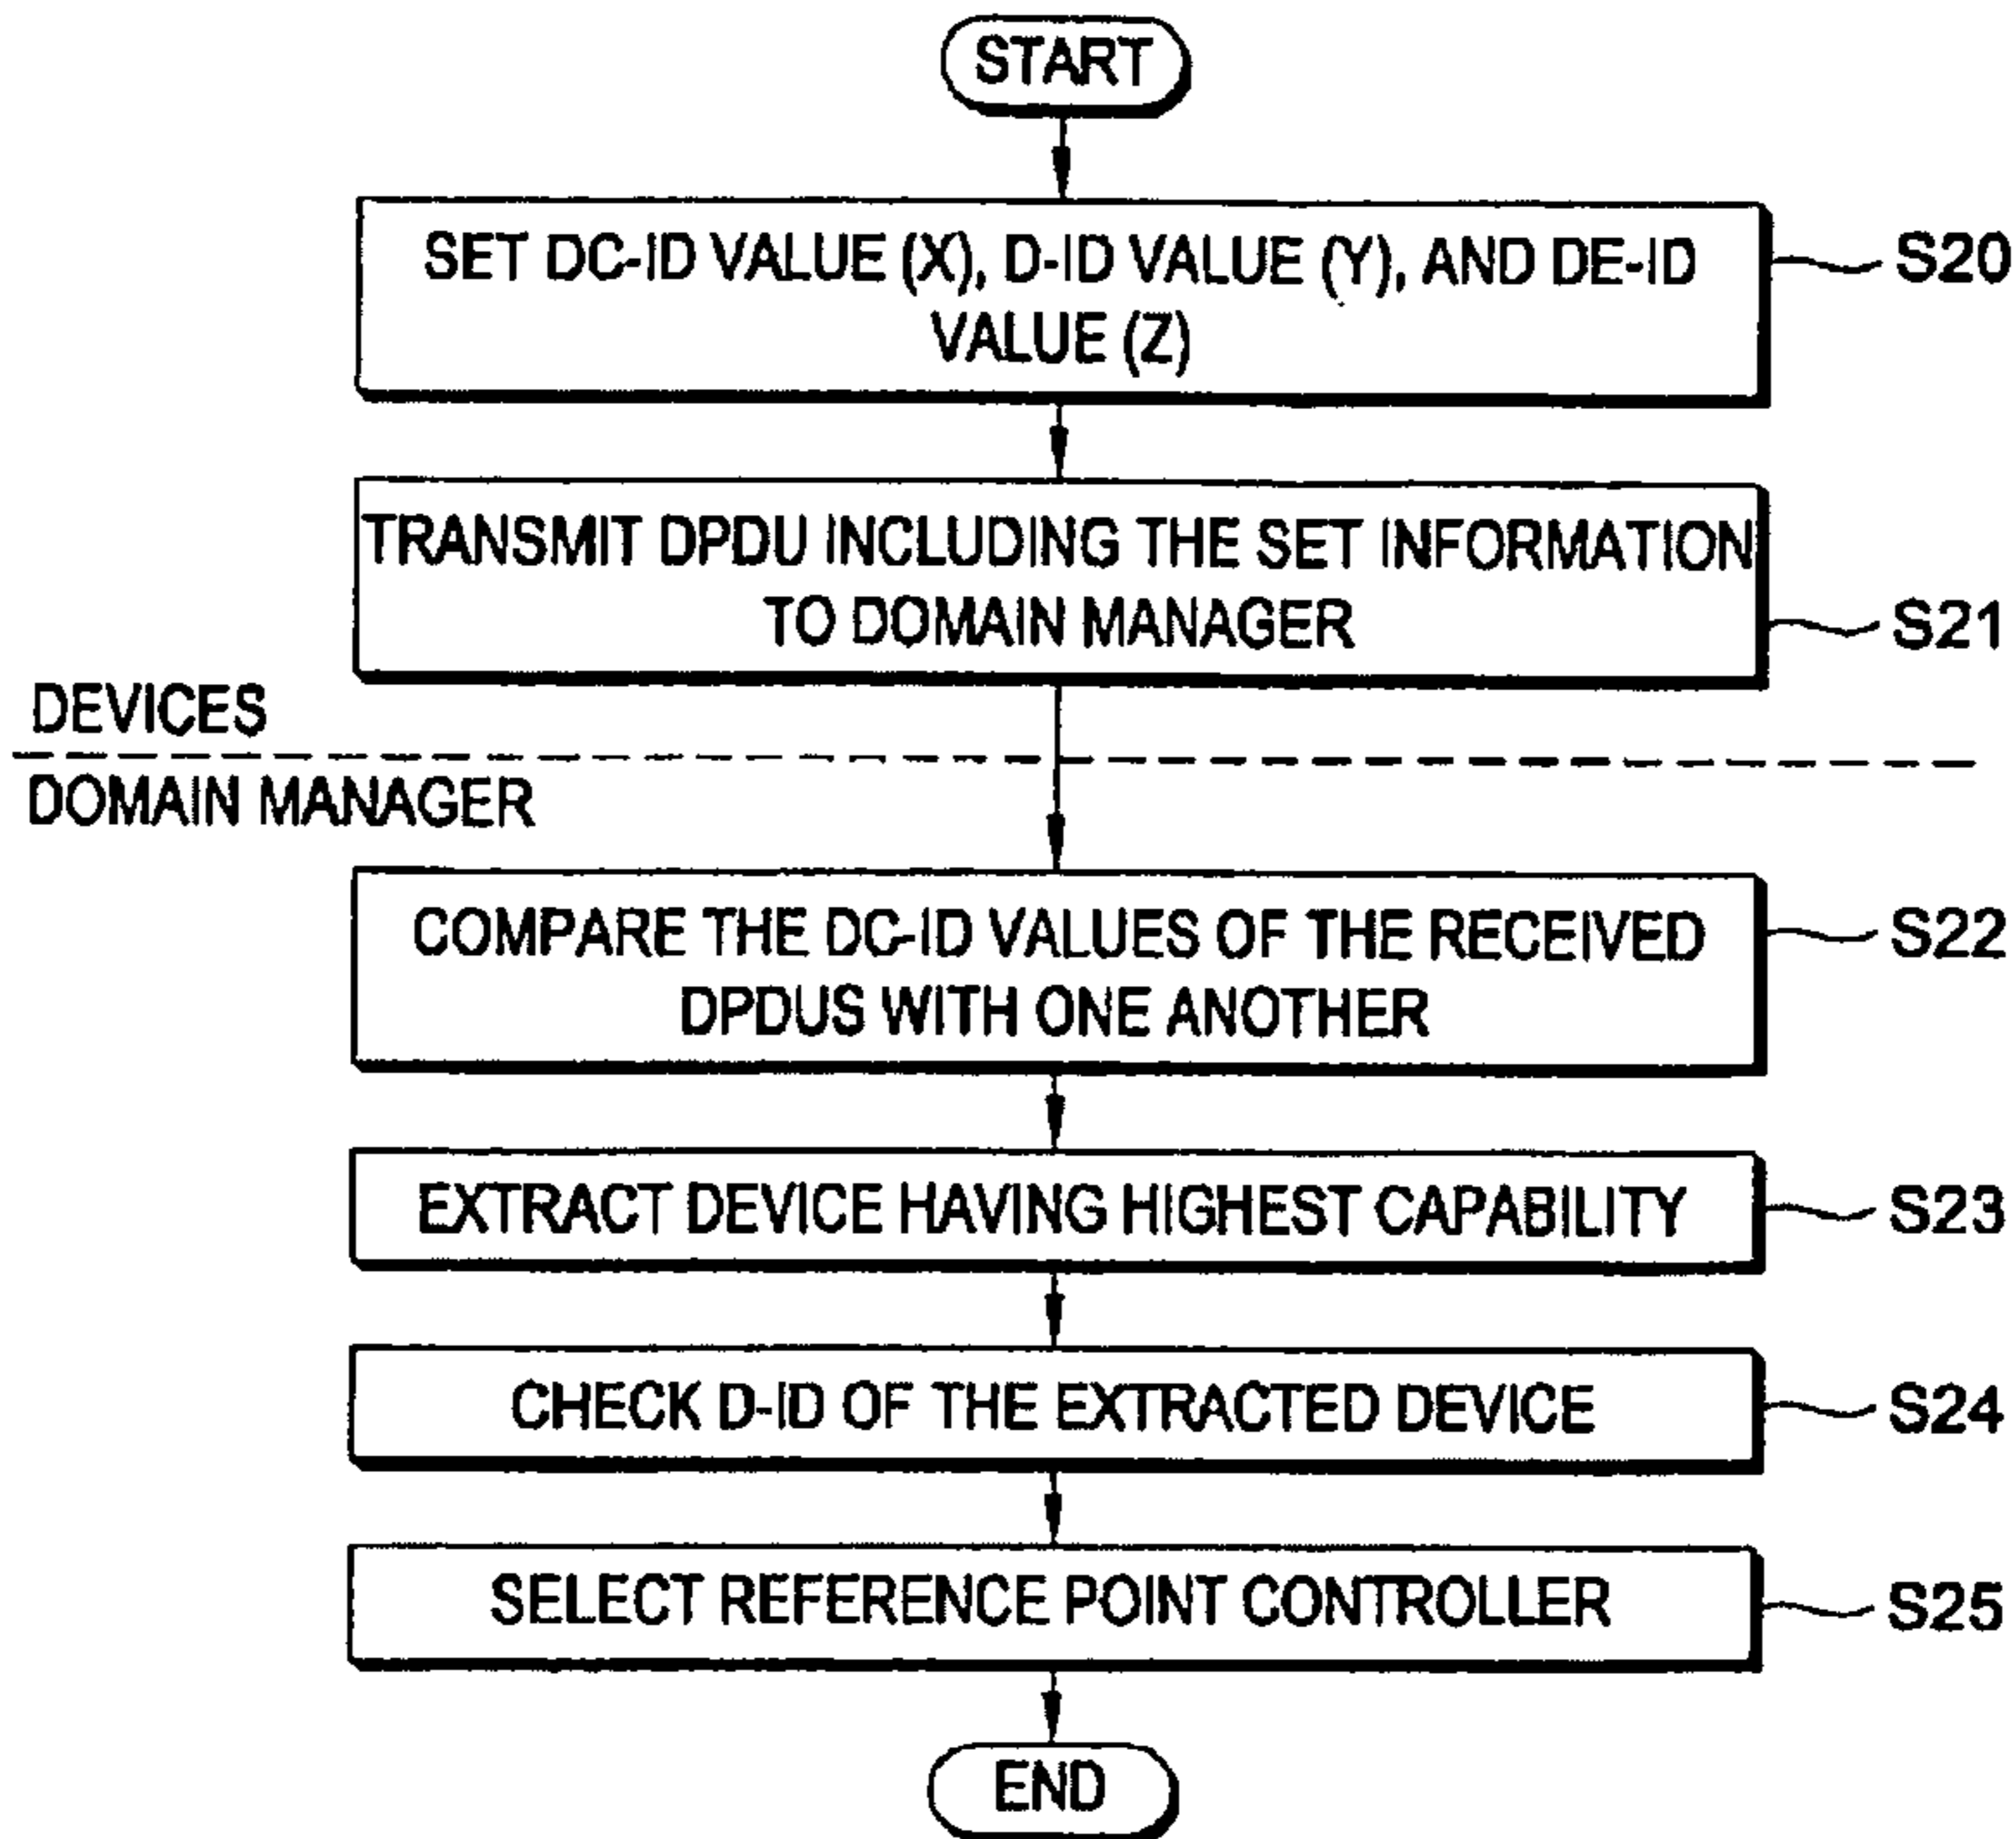 START
SET DC-ID VALUE (X), D-ID VALUE (Y), AND DE-ID
VALUE (Z)
S20
TRANSMIT DPDU INCLUDING THE SET INFORMATION
TO DOMAIN MANAGER
S21
DEVICES
DOMAIN MANAGER
COMPARE THE DC-ID VALUES OF THE RECEIVED
DPDUS WITH ONE ANOTHER
S22
EXTRACT DEVICE HAVING HIGHEST CAPABILITY
S23
CHECK D-ID OF THE EXTRACTED DEVICE
S24
SELECT REFERENCE POINT CONTROLLER
S25
END